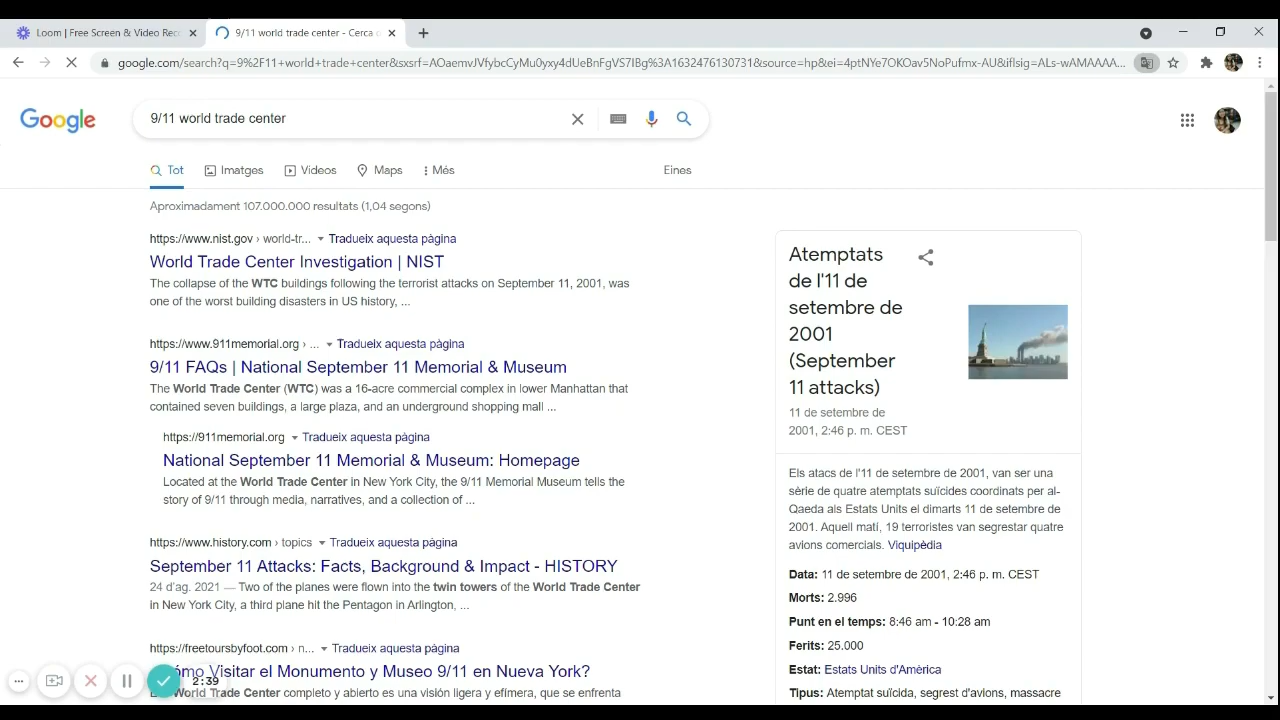 Loom | Free Screen & Video Rec
9/11 world trade center - Cerca
google.com/search?q=9%2F11+world+trade+center&sxsrf=AOaemvJVfybcCyMu0yxy4dUeBnFgVS7IBg%3A1632476130731&source=hp&ei=4ptNYe7OKOav5NoPufmx-AU&iflsig=ALs-wAMAAAA...
Google
9/11 world trade center
Tot
Imatges
Videos
Maps
Més
Eines
Aproximadament 107.000.000 resultats (1,04 segons)
https://www.nist.gov › world-tr... Tradueix aquesta pàgina
World Trade Center Investigation | NIST
The collapse of the WTC buildings following the terrorist attacks on September 11, 2001, was
one of the worst building disasters in US history, ...
https://www.911memorial.org › ... Tradueix aquesta pàgina
9/11 FAQs | National September 11 Memorial & Museum
The World Trade Center (WTC) was a 16-acre commercial complex in lower Manhattan that
contained seven buildings, a large plaza, and an underground shopping mall ...
https://911memorial.org Tradueix aquesta pàgina
National September 11 Memorial & Museum: Homepage
Located at the World Trade Center in New York City, the 9/11 Memorial Museum tells the
story of 9/11 through media, narratives, and a collection of ...
https://www.history.com › topics Tradueix aquesta pàgina
September 11 Attacks: Facts, Background & Impact - HISTORY
24 d'ag. 2021 — Two of the planes were flown into the twin towers of the World Trade Center
in New York City, a third plane hit the Pentagon in Arlington, ...
https://freetoursbyfoot.com › n... Tradueix aquesta pàgina
Visitar el Monumento y Museo 9/11 en Nueva York?
World Trade Center completo y abierto es una visión ligera y efímera, que se enfrenta
2:39
Atemptats
de l'11 de
setembre de
2001
(September
11 attacks)
11 de setembre de
2001, 2:46 p. m. CEST
Els atacs de l'11 de setembre de 2001, van ser una
sèrie de quatre atemptats suïcides coordinats per al-
Qaeda als Estats Units el dimarts 11 de setembre de
2001. Aquell matí, 19 terroristes van segrestar quatre
avions comercials. Viquipèdia
Data: 11 de setembre de 2001, 2:46 p. m. CEST
Morts: 2.996
Punt en el temps: 8:46 am - 10:28 am
Ferits: 25.000
Estat: Estats Units d'Amèrica
Tipus: Atemptat suïcida, segrest d'avions, massacre